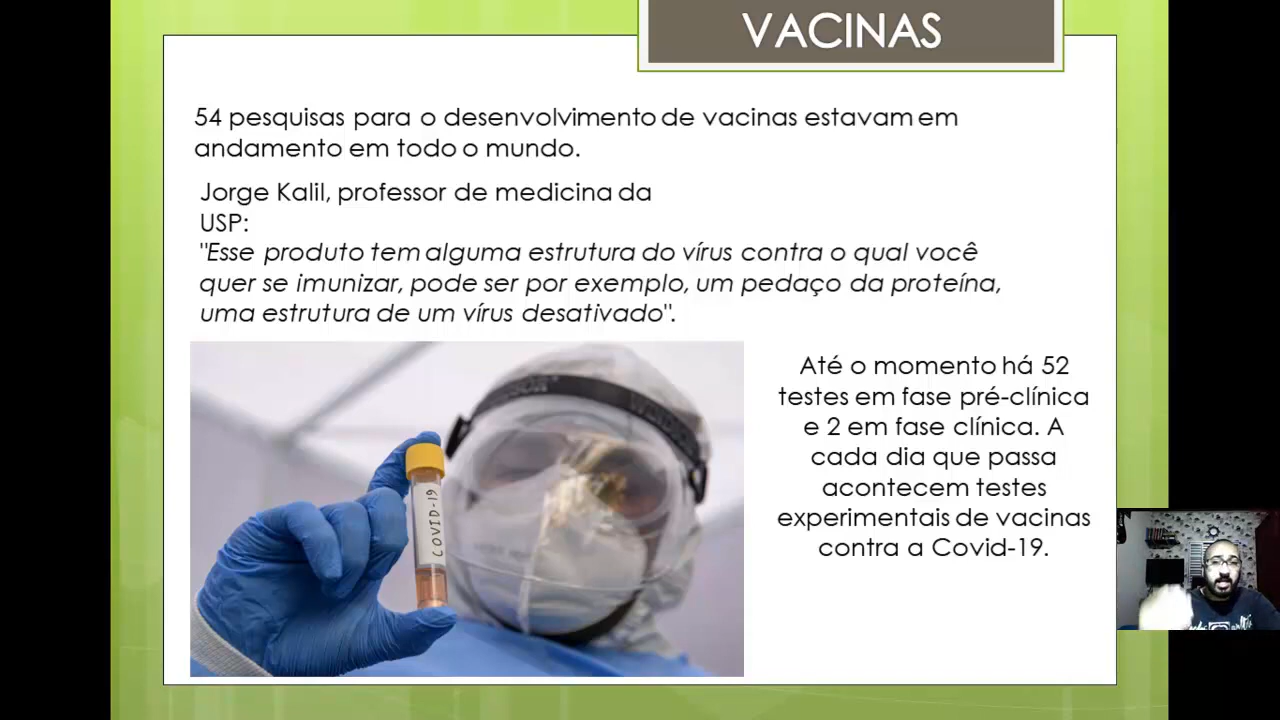 VACINAS
54 pesquisas para o desenvolvimento de vacinas estavam em
andamento em todo o mundo.
Jorge Kalil, professor de medicina da
USP:
"Esse produto tem alguma estrutura do vírus contra o qual você
quer se imunizar, pode ser por exemplo, um pedaço da proteína,
uma estrutura de um vírus desativado".
Até o momento há 52
testes em fase pré-clínica
e 2 em fase clínica. A
cada dia que passa
acontecem testes
experimentais de vacinas
contra a Covid-19.
COVID-19